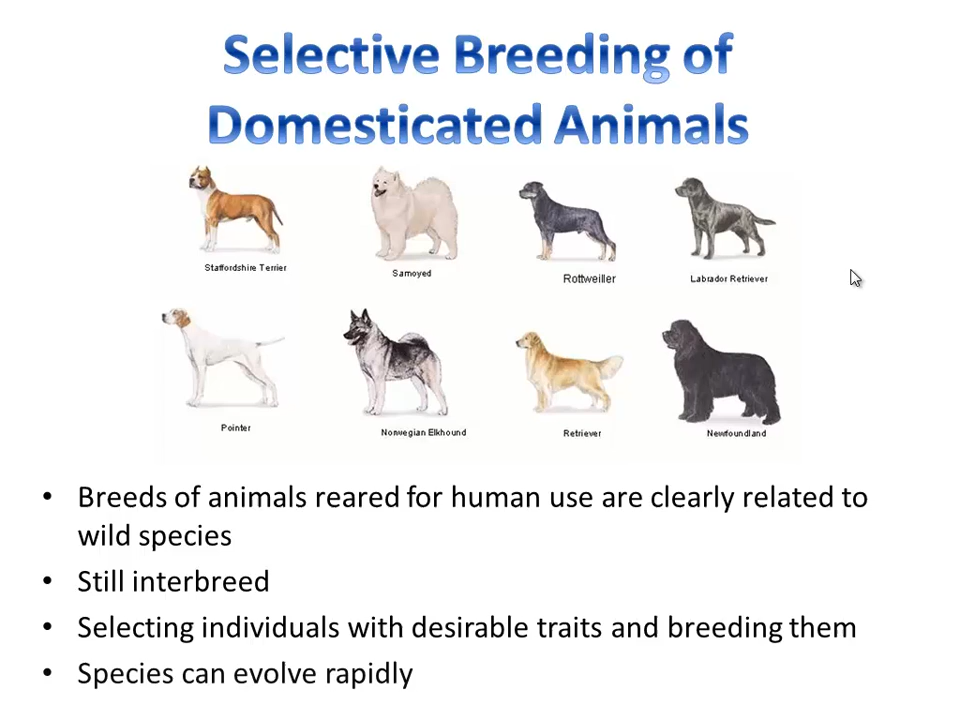 Selective Breeding of
Domesticated Animals
Staffordshire Terrier
Samoyed
Rottweiller
Labrador Retriever
Pointer
Norwegian Elkhound
Retriever
Newfoundland
• Breeds of animals reared for human use are clearly related to
wild species
• Still interbreed
• Selecting individuals with desirable traits and breeding them
• Species can evolve rapidly